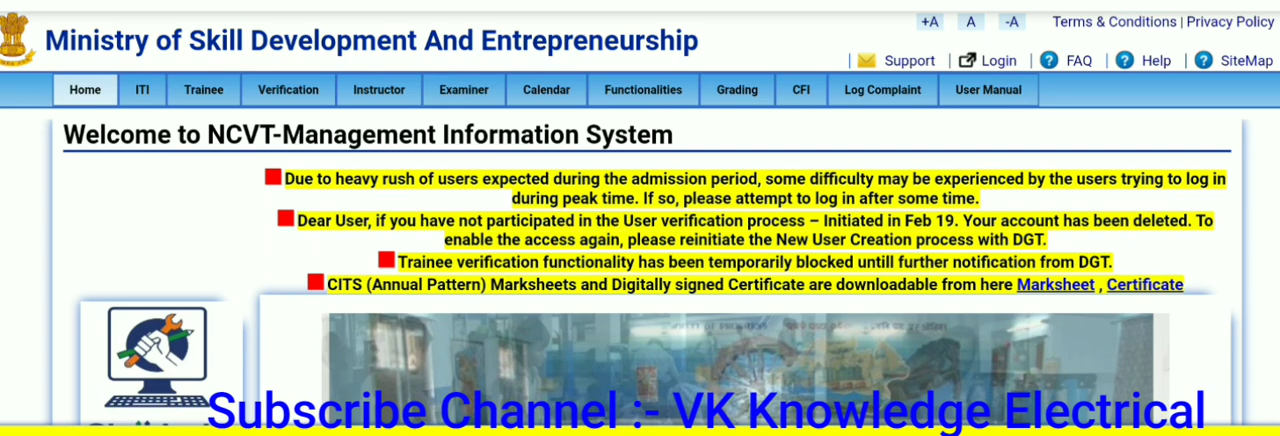 +A A -A Terms & Conditions | Privacy Policy
Ministry of Skill Development And Entrepreneurship
| Support | Login | FAQ | Help | SiteMap
Home ITI Trainee Verification Instructor Examiner Calendar Functionalities Grading CFI Log Complaint User Manual
Welcome to NCVT-Management Information System
Due to heavy rush of users expected during the admission period, some difficulty may be experienced by the users trying to log in
during peak time. If so, please attempt to log in after some time.
Dear User, if you have not participated in the User verification process – Initiated in Feb 19. Your account has been deleted. To
enable the access again, please reinitiate the New User Creation process with DGT.
Trainee verification functionality has been temporarily blocked untill further notification from DGT.
CITS (Annual Pattern) Marksheets and Digitally signed Certificate are downloadable from here Marksheet , Certificate
Subscribe Channel :- VK Knowledge Electrical